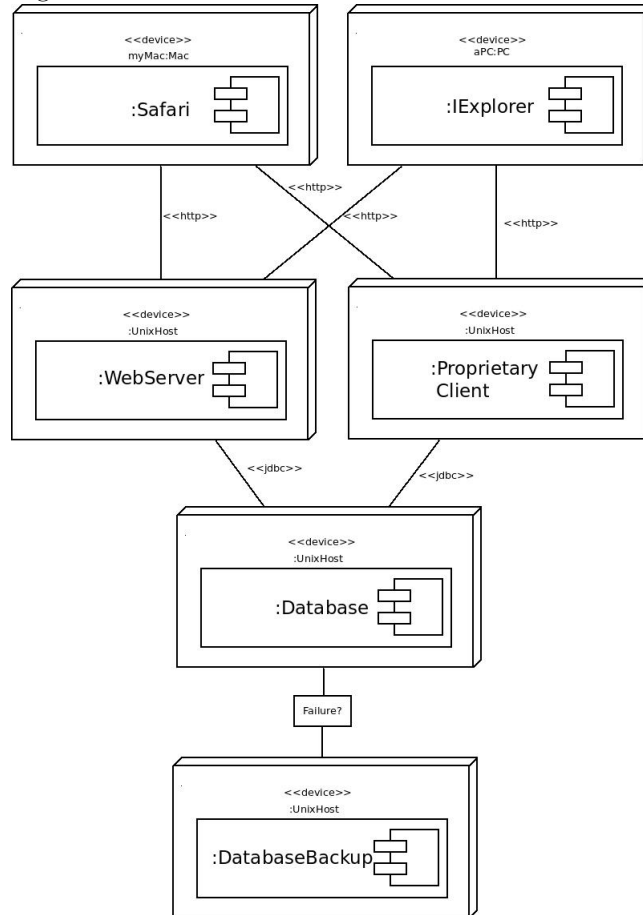 <<device>>
myMac:Mac
:Safari
<<device>>
aPC:PC
:IExplorer
<<http>>
<<http>>
<<http>>
<<http>>
<<device>>
:UnixHost
:WebServer
<<device>>
:UnixHost
:Proprietary
Client
<<jdbc>>
<<jdbc>>
<<device>>
:UnixHost
:Database
Failure?
<<device>>
:UnixHost
:DatabaseBackup